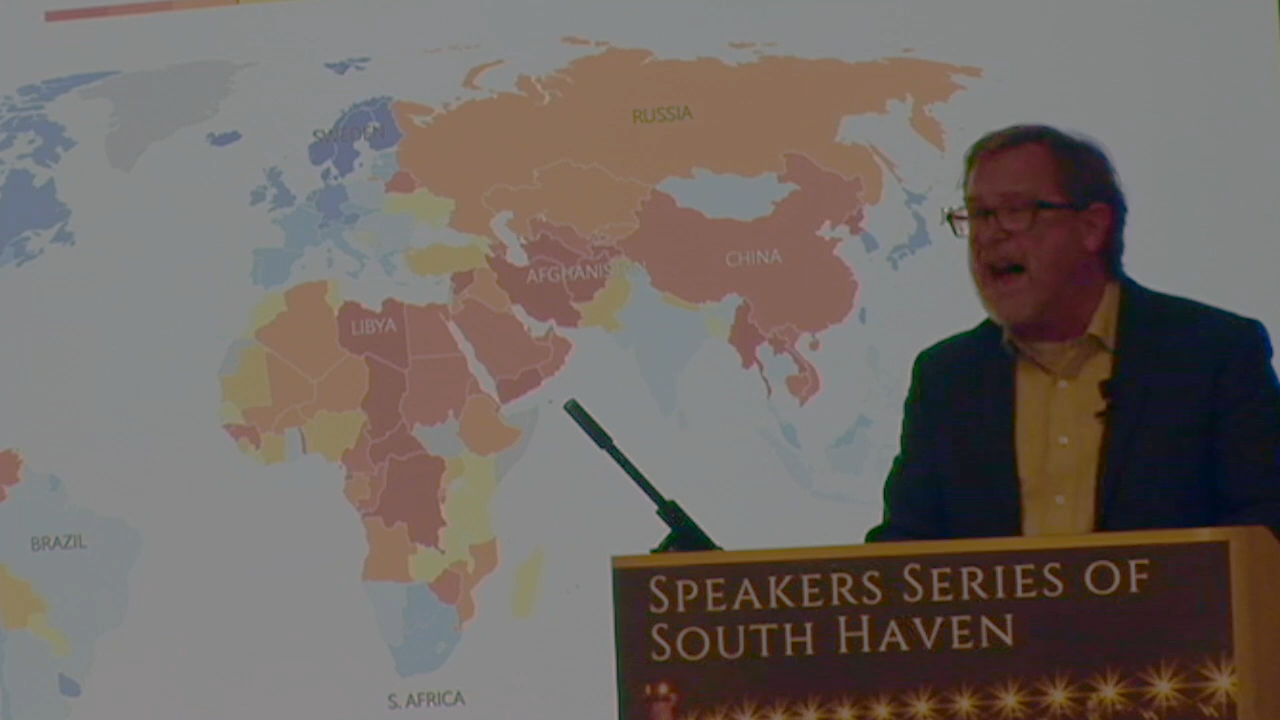 RUSSIA
SWEDEN
CHINA
AFGHANISTAN
LIBYA
BRAZIL
S. AFRICA
SPEAKERS SERIES OF
SOUTH HAVEN